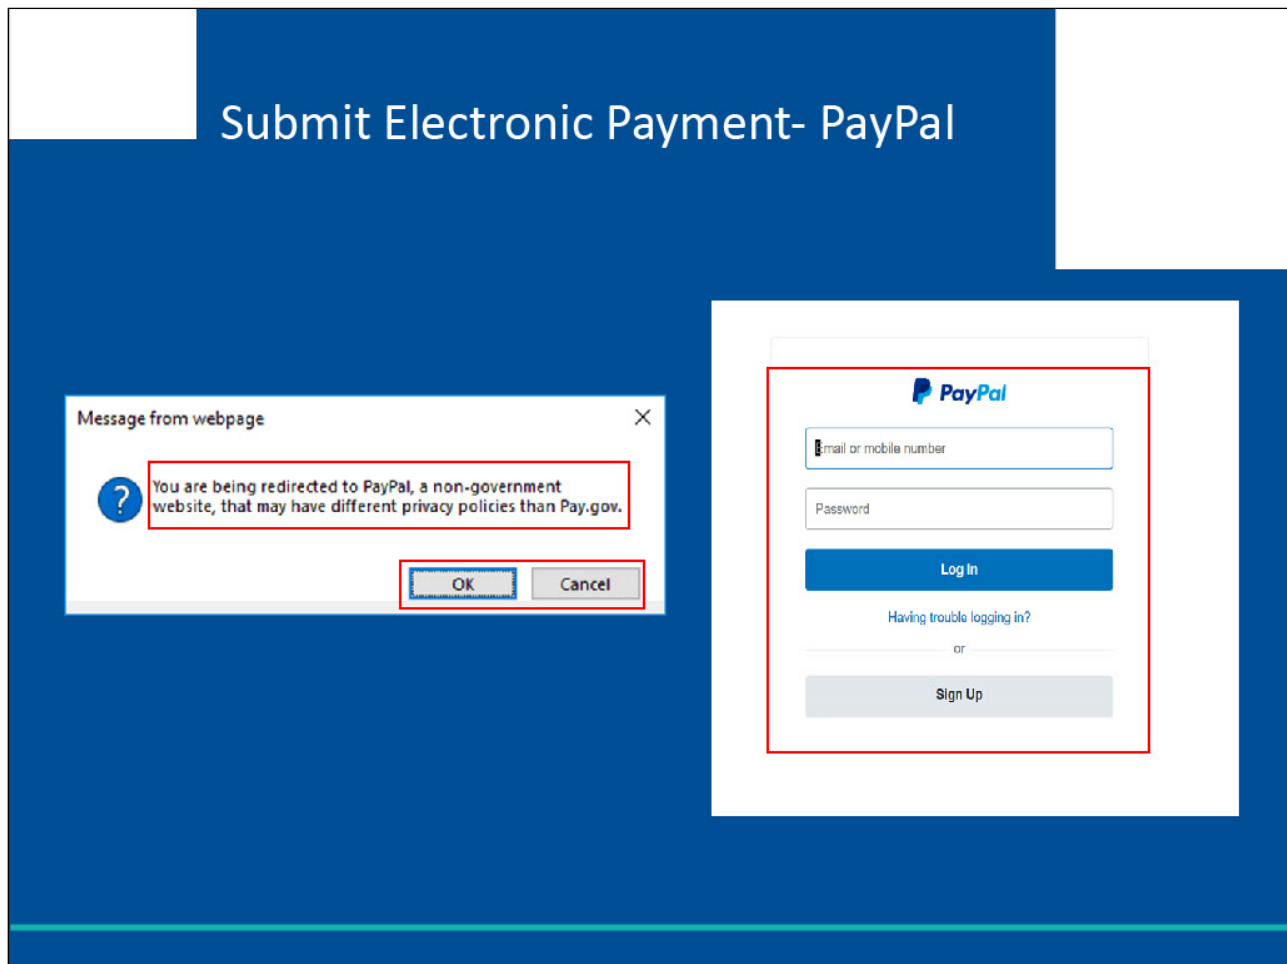 Submit Electronic Payment- PayPal
Message from webpage
You are being redirected to PayPal, a non-government
website, that may have different privacy policies than Pay.gov.
OK
Cancel
PayPal
Email or mobile number
Password
Log In
Having trouble logging in?
or
Sign Up